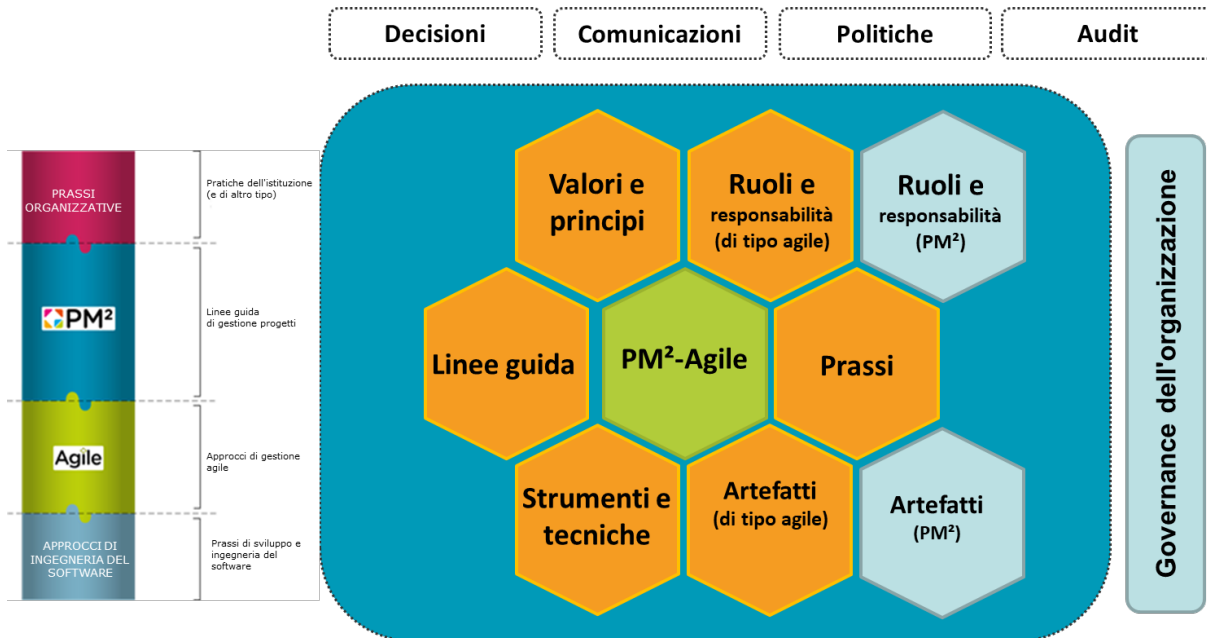 Decisioni
Comunicazioni
Politiche
Audit
PRASSI
ORGANIZZATIVE
Pratiche dell'istituzione
(e di altro tipo)
PM²
Linee guida
di gestione progetti
Agile
Approcci di gestione
agile
APPROCCI DI
INGEGNERIA DEL
SOFTWARE
Prassi di sviluppo e
ingegneria del
software
Valori e
principi
Ruoli e
responsabilità
(di tipo agile)
Ruoli e
responsabilità
(PM²)
Linee guida
PM²-Agile
Prassi
Strumenti e
tecniche
Artefatti
(di tipo agile)
Artefatti
(PM²)
Governance dell'organizzazione